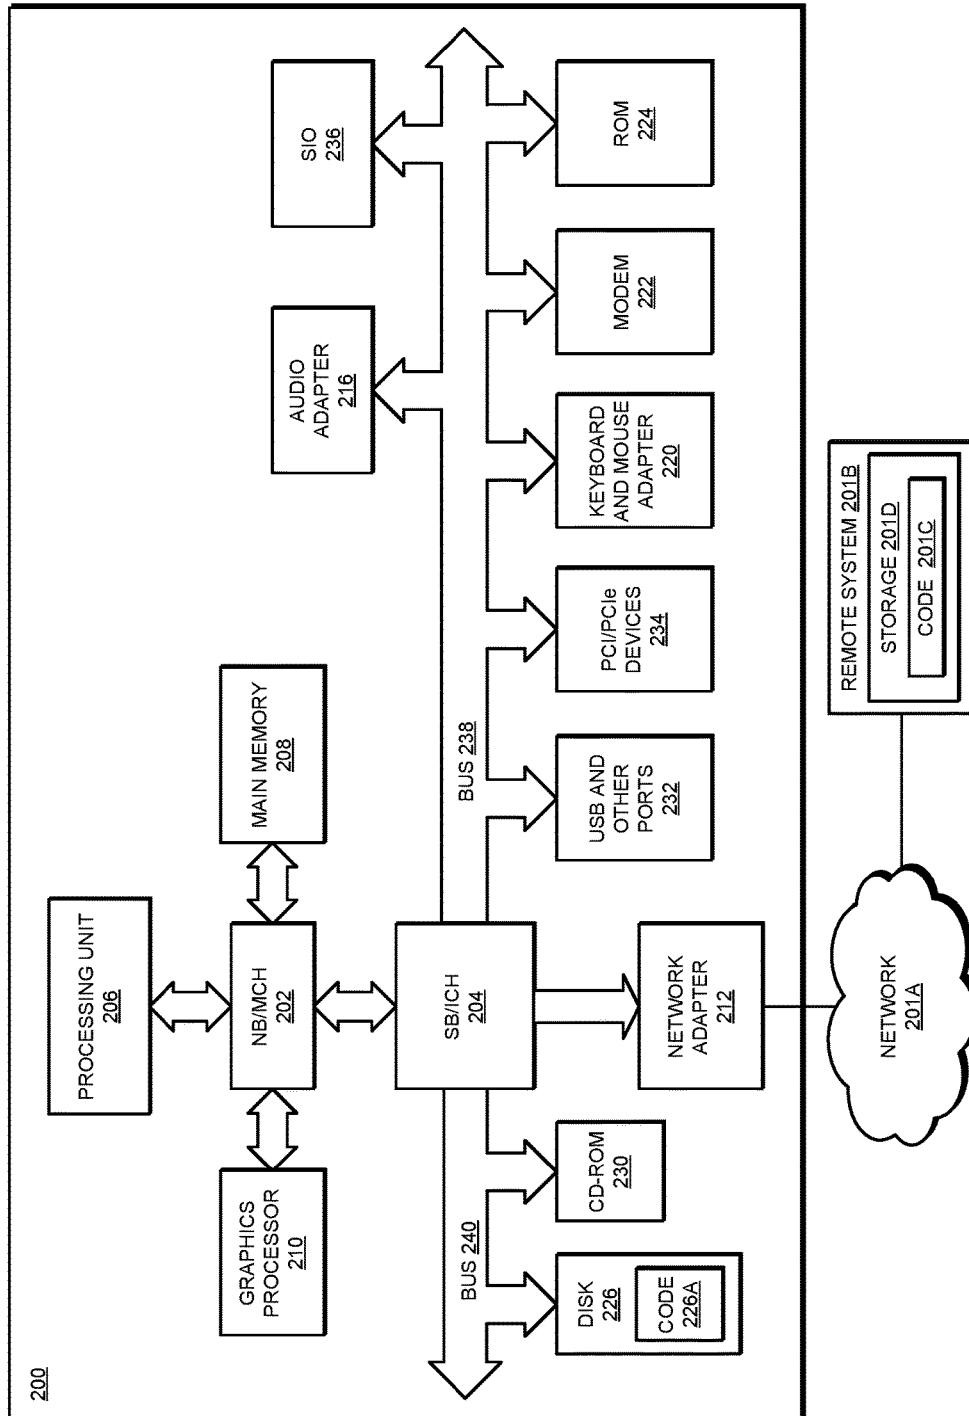 200
PROCESSING UNIT
206
GRAPHICS
PROCESSOR
210
NB/MCH
202
MAIN MEMORY
208
AUDIO
ADAPTER
216
SIO
236
SB/ICH
204
BUS 240
BUS 238
DISK
226
CODE
226A
CD-ROM
230
NETWORK
ADAPTER
212
USB AND
OTHER
PORTS
232
PCI/PCIe
DEVICES
234
KEYBOARD
AND MOUSE
ADAPTER
220
MODEM
222
ROM
224
NETWORK
201A
REMOTE SYSTEM 201B
STORAGE 201D
CODE 201C